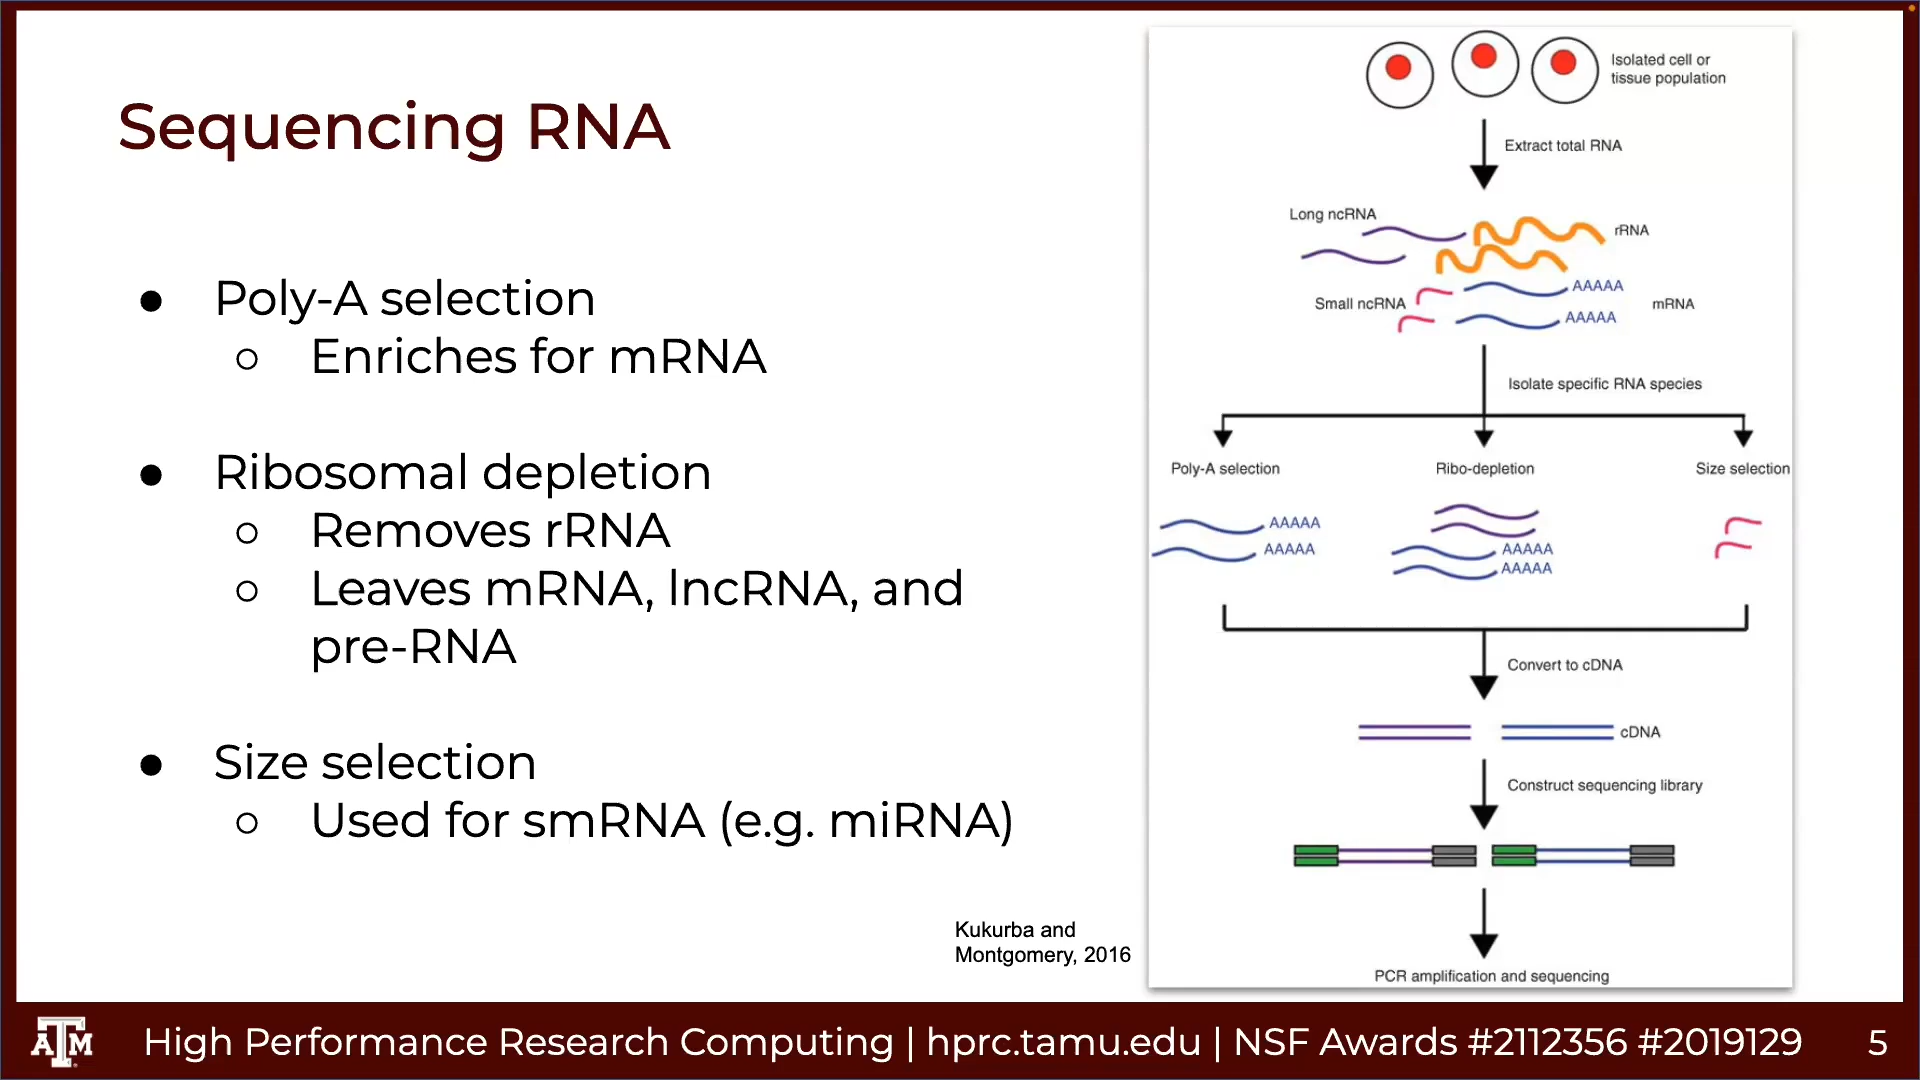 Sequencing RNA
● Poly-A selection
○ Enriches for mRNA
● Ribosomal depletion
○ Removes rRNA
○ Leaves mRNA, lncRNA, and
pre-RNA
● Size selection
○ Used for smRNA (e.g. miRNA)
Kukurba and
Montgomery, 2016
Isolated cell or
tissue population
Extract total RNA
Long ncRNA
rRNA
Small ncRNA
AAAAA
mRNA
AAAAA
Isolate specific RNA species
Poly-A selection
Ribo-depletion
Size selection
AAAAA
AAAAA
AAAAA
AAAAA
Convert to cDNA
cDNA
Construct sequencing library
PCR amplification and sequencing
ATM High Performance Research Computing | hprc.tamu.edu | NSF Awards #2112356 #2019129 5